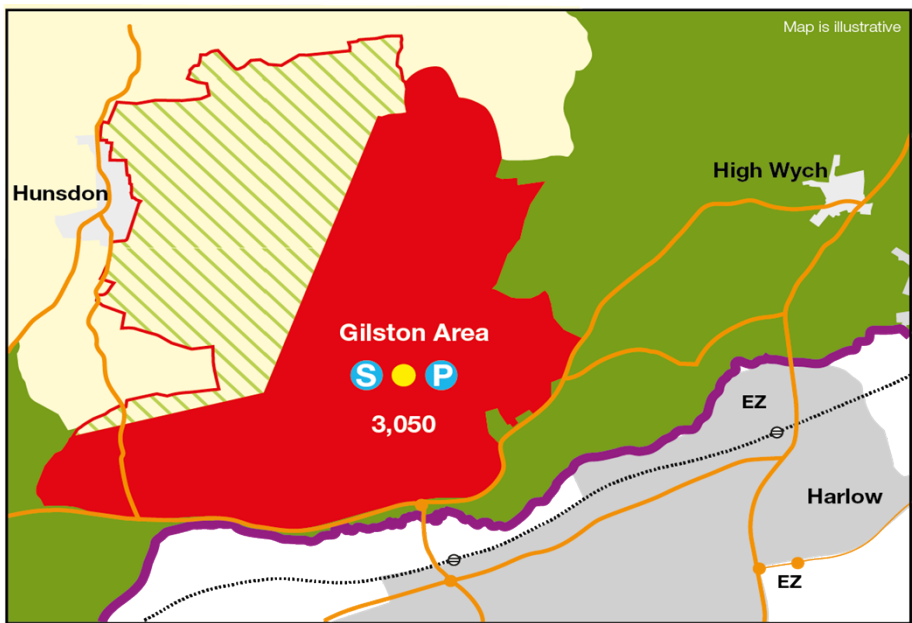 Map is illustrative
High Wych
Hunsdon
Gilston Area
S P
3,050
EZ
Harlow
EZ